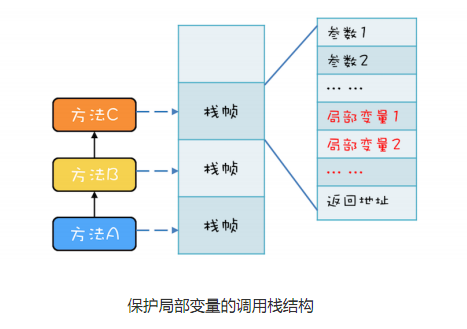 参数1
参数2
... ...
局部变量1
局部变量2
... ...
返回地址
方法C
栈帧
方法B
栈帧
方法A
栈帧
保护局部变量的调用栈结构